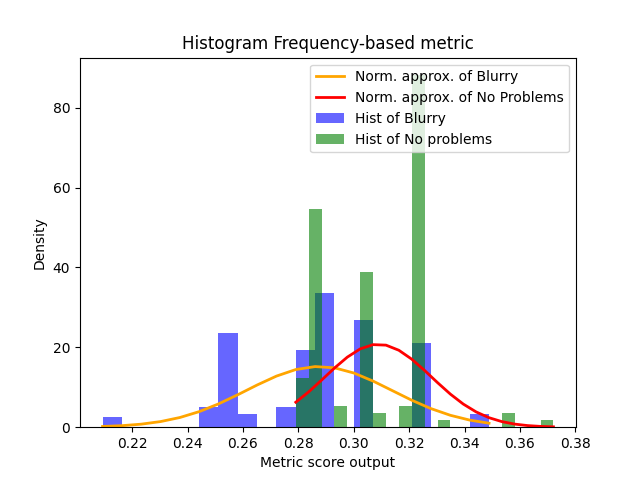 Histogram Frequency-based metric
Norm. approx. of Blurry
Norm. approx. of No Problems
Hist of Blurry
Hist of No problems
Density
80
60
40
20
0
0.22 0.24 0.26 0.28 0.30 0.32 0.34 0.36 0.38
Metric score output